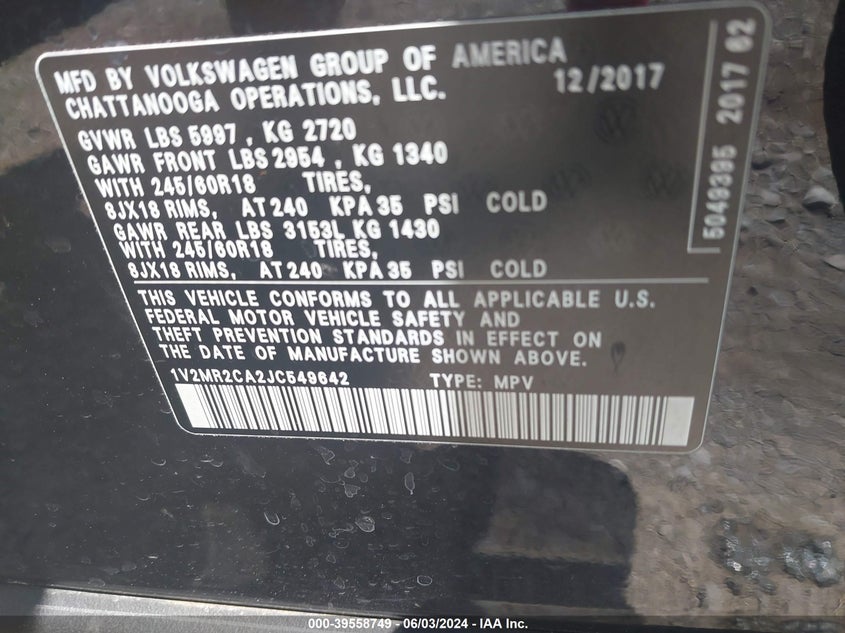 MFD BY VOLKSWAGEN GROUP OF AMERICA
CHATTANOOGA OPERATIONS, LLC. 12/2017
GVWR LBS 5997 , KG 2720
GAWR FRONT LBS 2954 , KG 1340
WITH 245/60R18 TIRES,
8JX18 RIMS, AT 240 KPA 35 PSI COLD
GAWR REAR LBS 3153L KG 1430
WITH 245/60R18 TIRES,
8JX18 RIMS, AT 240 KPA 35 PSI COLD
THIS VEHICLE CONFORMS TO ALL APPLICABLE U.S.
FEDERAL MOTOR VEHICLE SAFETY AND
THEFT PREVENTION STANDARDS IN EFFECT ON
THE DATE OF MANUFACTURE SHOWN ABOVE.
1V2MR2CA2JC549642 TYPE: MPV
5049395 2017 02
000-39558749 - 06/03/2024 - IAA Inc.